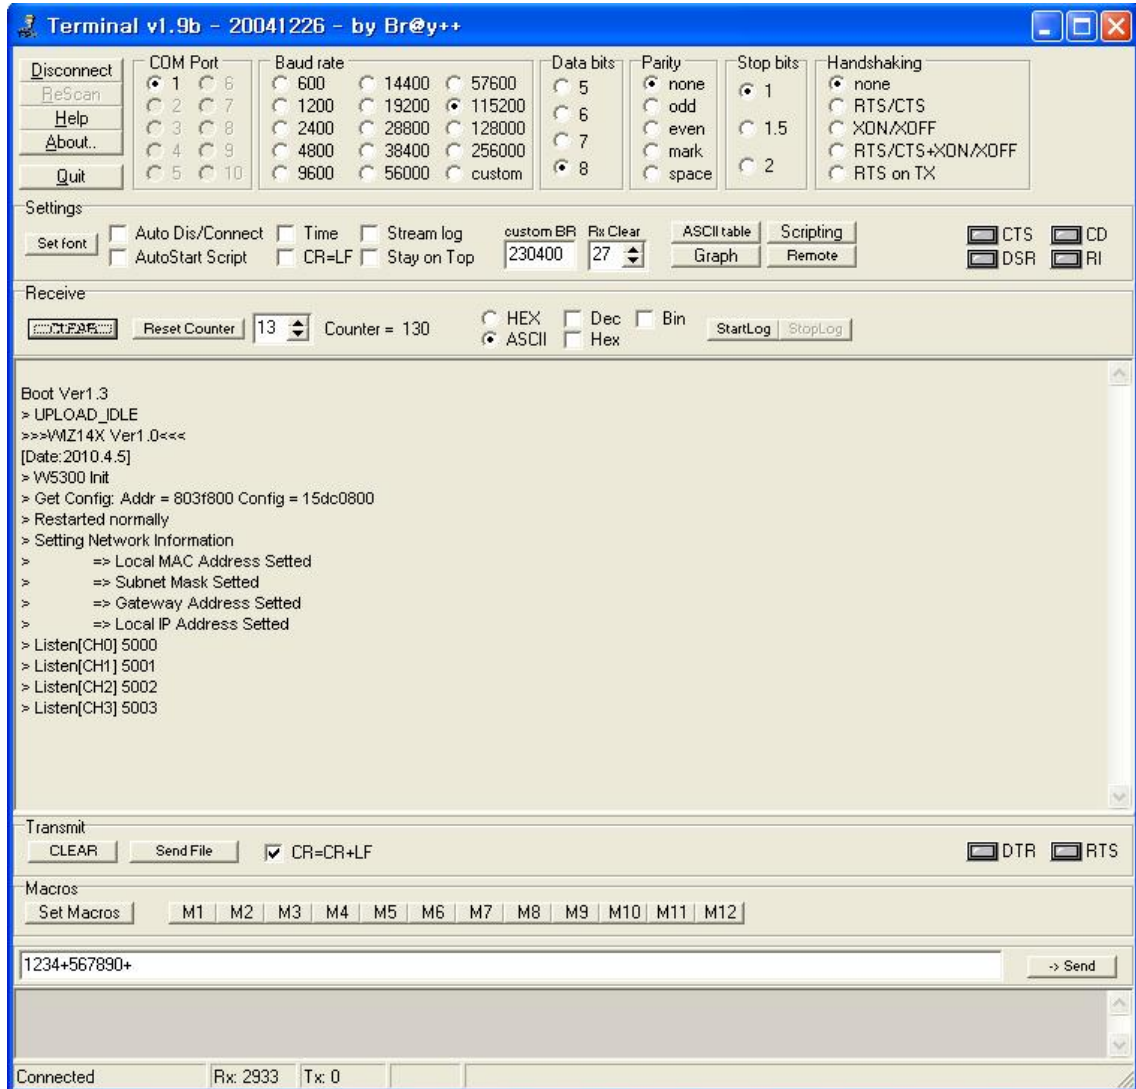 Terminal v1.9b - 20041226 - by Br@y++
Disconnect
ReScan
Help
About..
Quit
COM Port
1 6
2 7
3 8
4 9
5 10
Baud rate
600 14400 57600
1200 19200 115200
2400 28800 128000
4800 38400 256000
9600 56000 custom
Data bits
5
6
7
8
Parity
none
odd
even
mark
space
Stop bits
1
1.5
2
Handshaking
none
RTS/CTS
XON/XOFF
RTS/CTS+XON/XOFF
RTS on TX
Settings
Set font
Auto Dis/Connect Time Stream log
AutoStart Script CR=LF Stay on Top
custom BR Rx Clear
230400 27
ASCII table Scripting
Graph Remote
CTS CD
DSR RI
Receive
CLEAR Reset Counter 13 Counter = 130
HEX Dec Bin
ASCII Hex
StartLog StopLog
Boot Ver1.3
> UPLOAD_IDLE
>>>WIZ14X Ver1.0<<<
[Date:2010.4.5]
> W5300 Init
> Get Config: Addr = 803f800 Config = 15dc0800
> Restarted normally
> Setting Network Information
> => Local MAC Address Setted
> => Subnet Mask Setted
> => Gateway Address Setted
> => Local IP Address Setted
> Listen[CH0] 5000
> Listen[CH1] 5001
> Listen[CH2] 5002
> Listen[CH3] 5003
Transmit
CLEAR Send File CR=CR+LF DTR RTS
Macros
Set Macros M1 M2 M3 M4 M5 M6 M7 M8 M9 M10 M11 M12
1234+567890+ -> Send
Connected Rx: 2933 Tx: 0